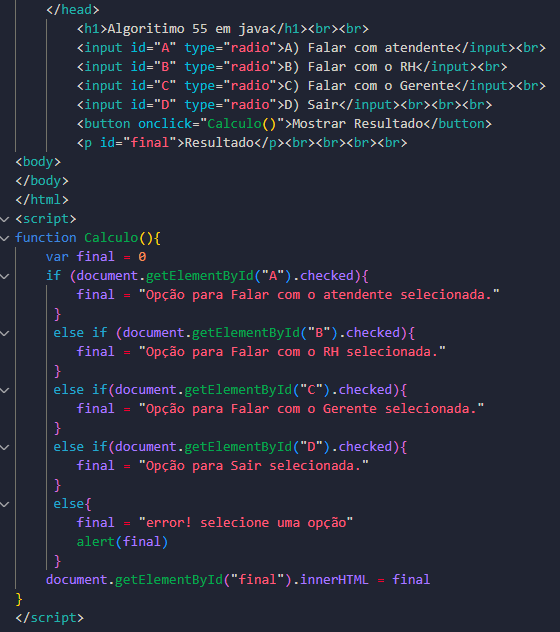 </head>
<h1>Algoritimo 55 em java</h1><br><br>
<input id="A" type="radio">A) Falar com atendente</input><br>
<input id="B" type="radio">B) Falar com o RH</input><br>
<input id="C" type="radio">C) Falar com o Gerente</input><br>
<input id="D" type="radio">D) Sair</input><br><br><br>
<button onclick="Calculo()">Mostrar Resultado</button>
<p id="final">Resultado</p><br><br><br><br>
<body>
</body>
</html>
<script>
function Calculo(){
var final = 0
if (document.getElementById("A").checked){
final = "Opção para Falar com o atendente selecionada."
}
else if (document.getElementById("B").checked){
final = "Opção para Falar com o RH selecionada."
}
else if(document.getElementById("C").checked){
final = "Opção para Falar com o Gerente selecionada."
}
else if(document.getElementById("D").checked){
final = "Opção para Sair selecionada."
}
else{
final = "error! selecione uma opção"
alert(final)
}
document.getElementById("final").innerHTML = final
}
</script>